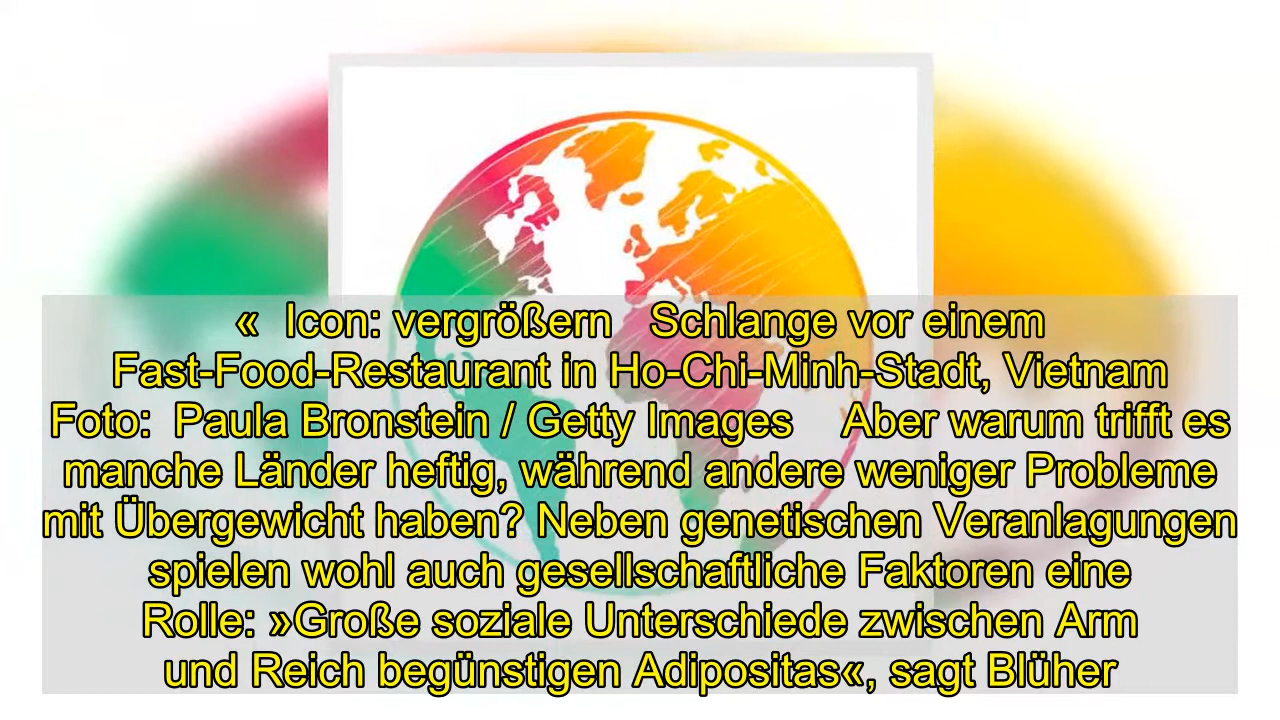 « Icon: vergrößern Schlange vor einem
Fast-Food-Restaurant in Ho-Chi-Minh-Stadt, Vietnam
Foto: Paula Bronstein / Getty Images Aber warum trifft es
manche Länder heftig, während andere weniger Probleme
mit Übergewicht haben? Neben genetischen Veranlagungen
spielen wohl auch gesellschaftliche Faktoren eine
Rolle: »Große soziale Unterschiede zwischen Arm
und Reich begünstigen Adipositas«, sagt Blüher